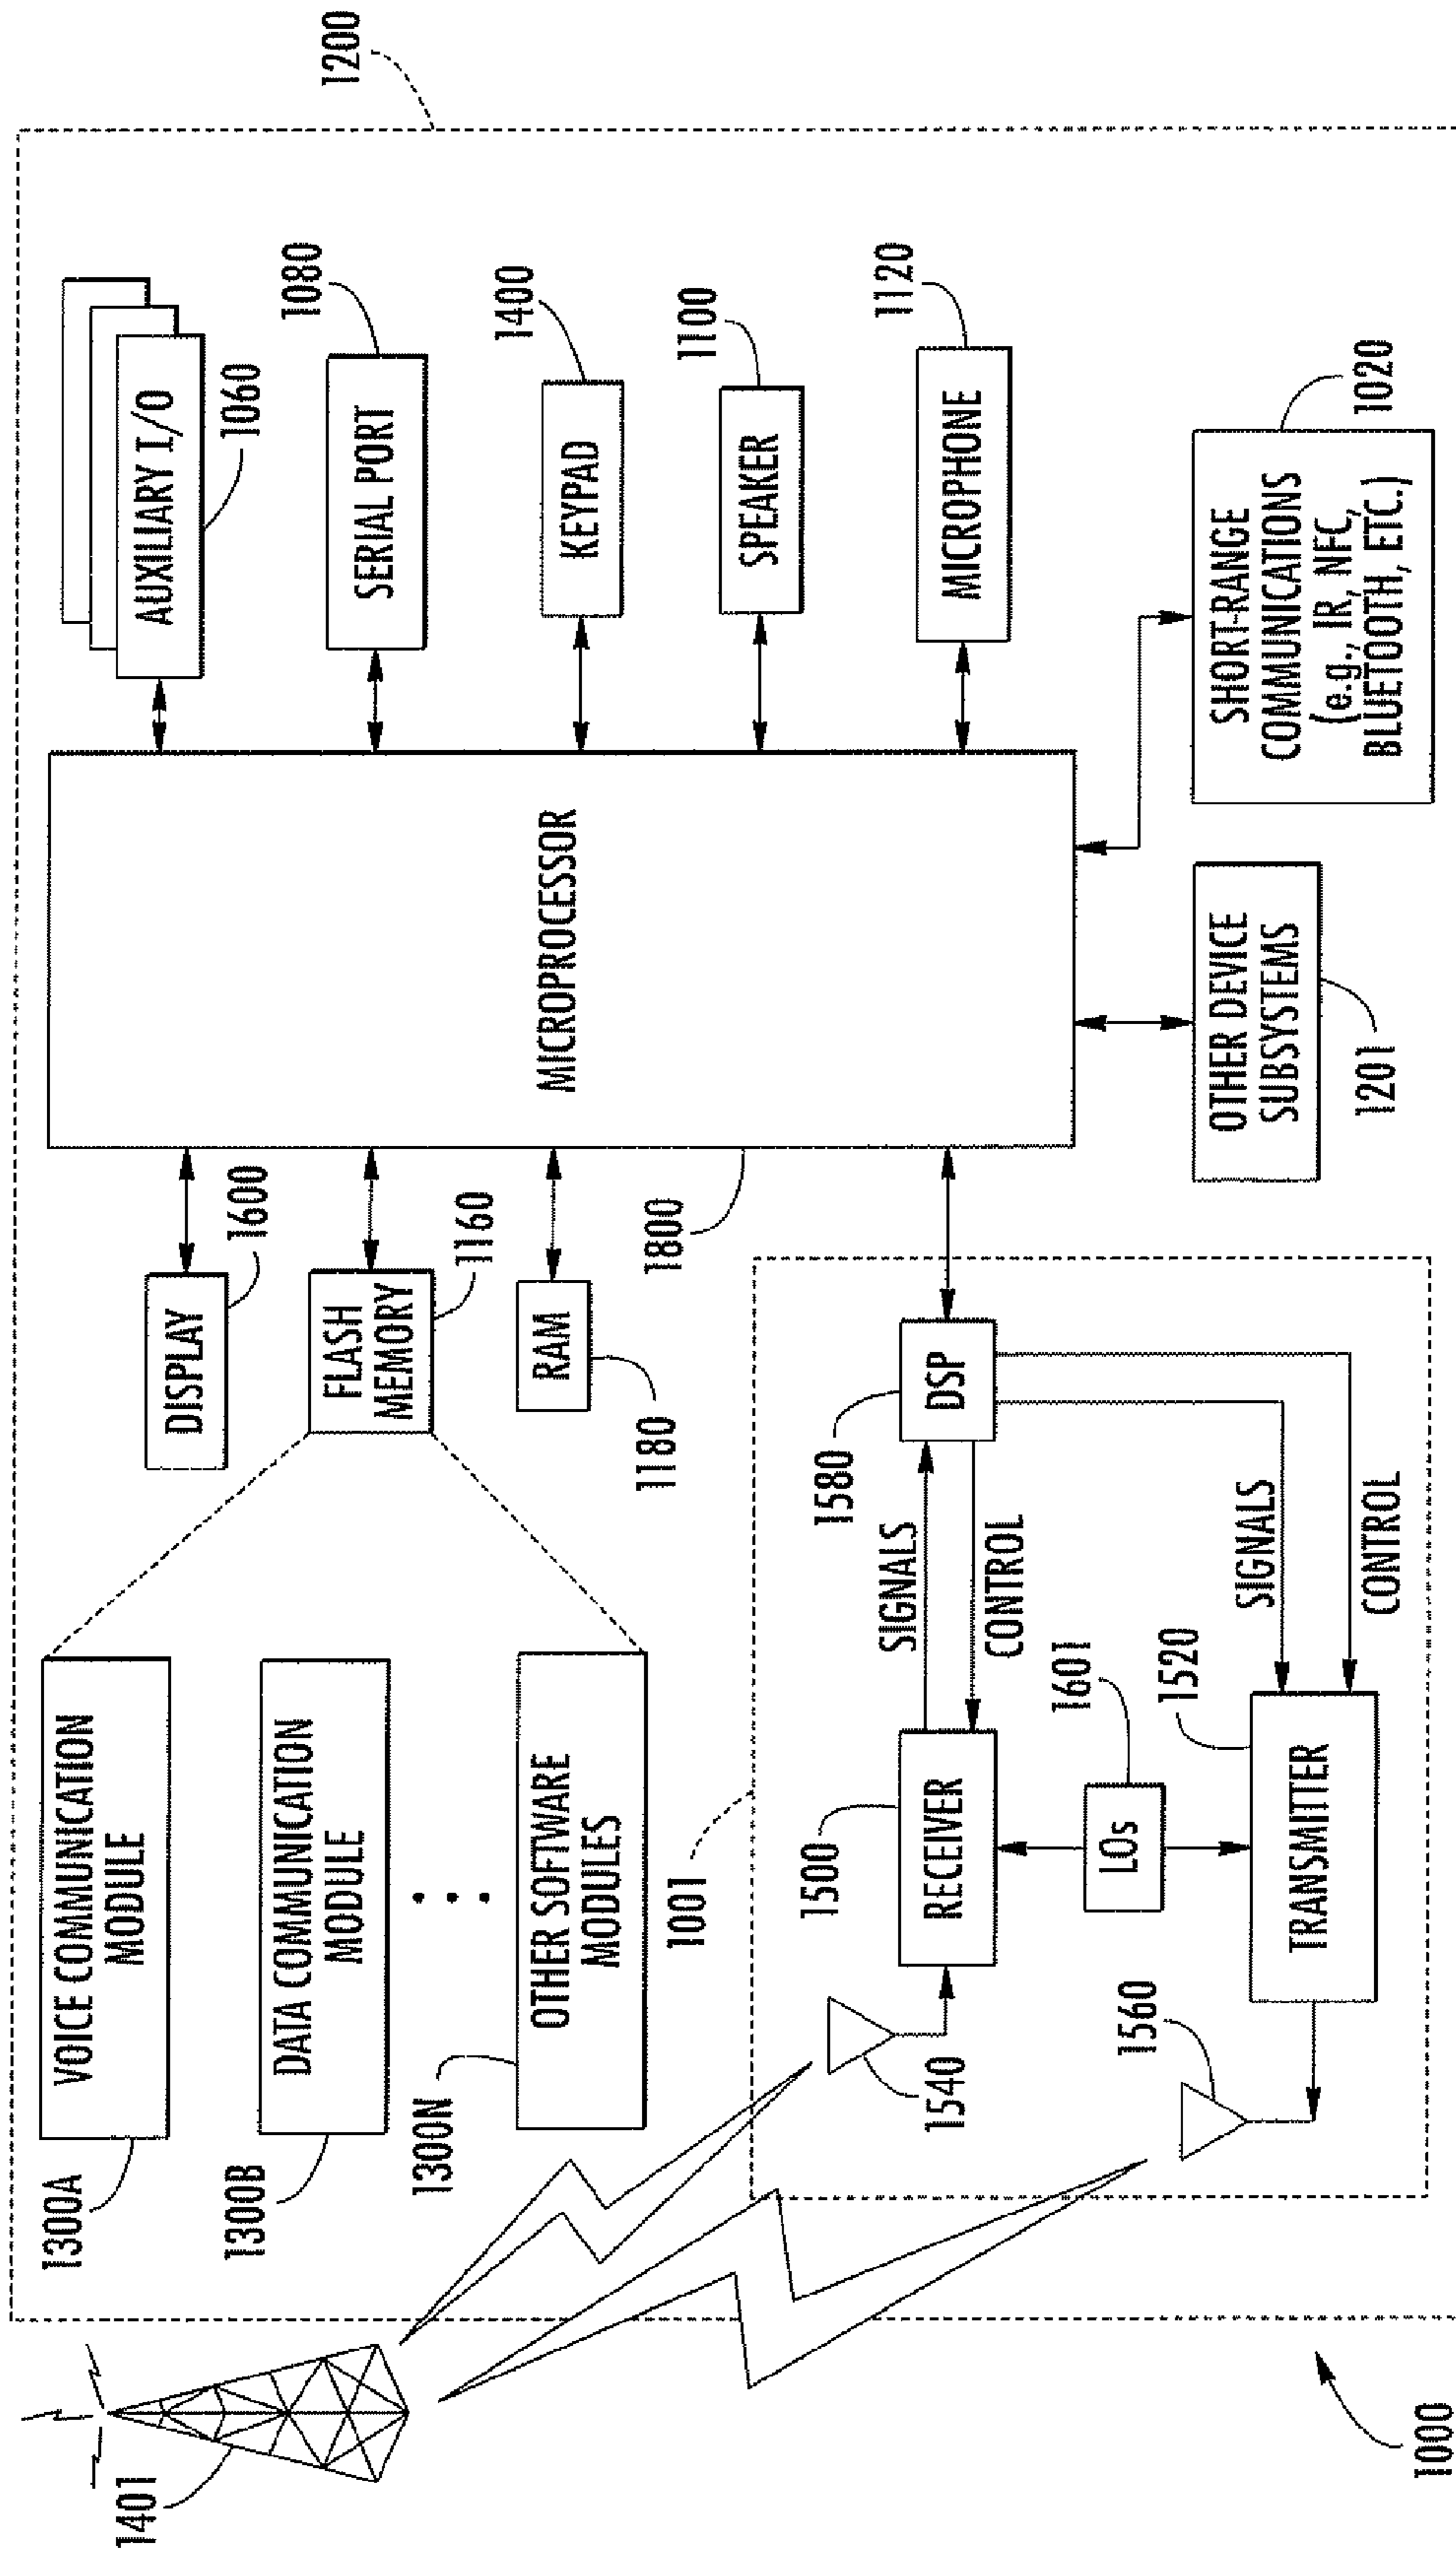 1401
1300A
VOICE COMMUNICATION
MODULE
1300B
DATA COMMUNICATION
MODULE
1300N
OTHER SOFTWARE
MODULES
DISPLAY
1600
FLASH
MEMORY
1160
RAM
1180
1800
MICROPROCESSOR
AUXILIARY I/O
1060
SERIAL PORT
1080
KEYPAD
1400
SPEAKER
1100
MICROPHONE
1120
1200
1001
1540
1500
RECEIVER
SIGNALS
CONTROL
1580
DSP
LOs
1601
1560
TRANSMITTER
1520
SIGNALS
CONTROL
OTHER DEVICE
SUBSYSTEMS
1201
SHORT-RANGE
COMMUNICATIONS
(e.g., IR, NFC,
BLUETOOTH, ETC.)
1020
1000